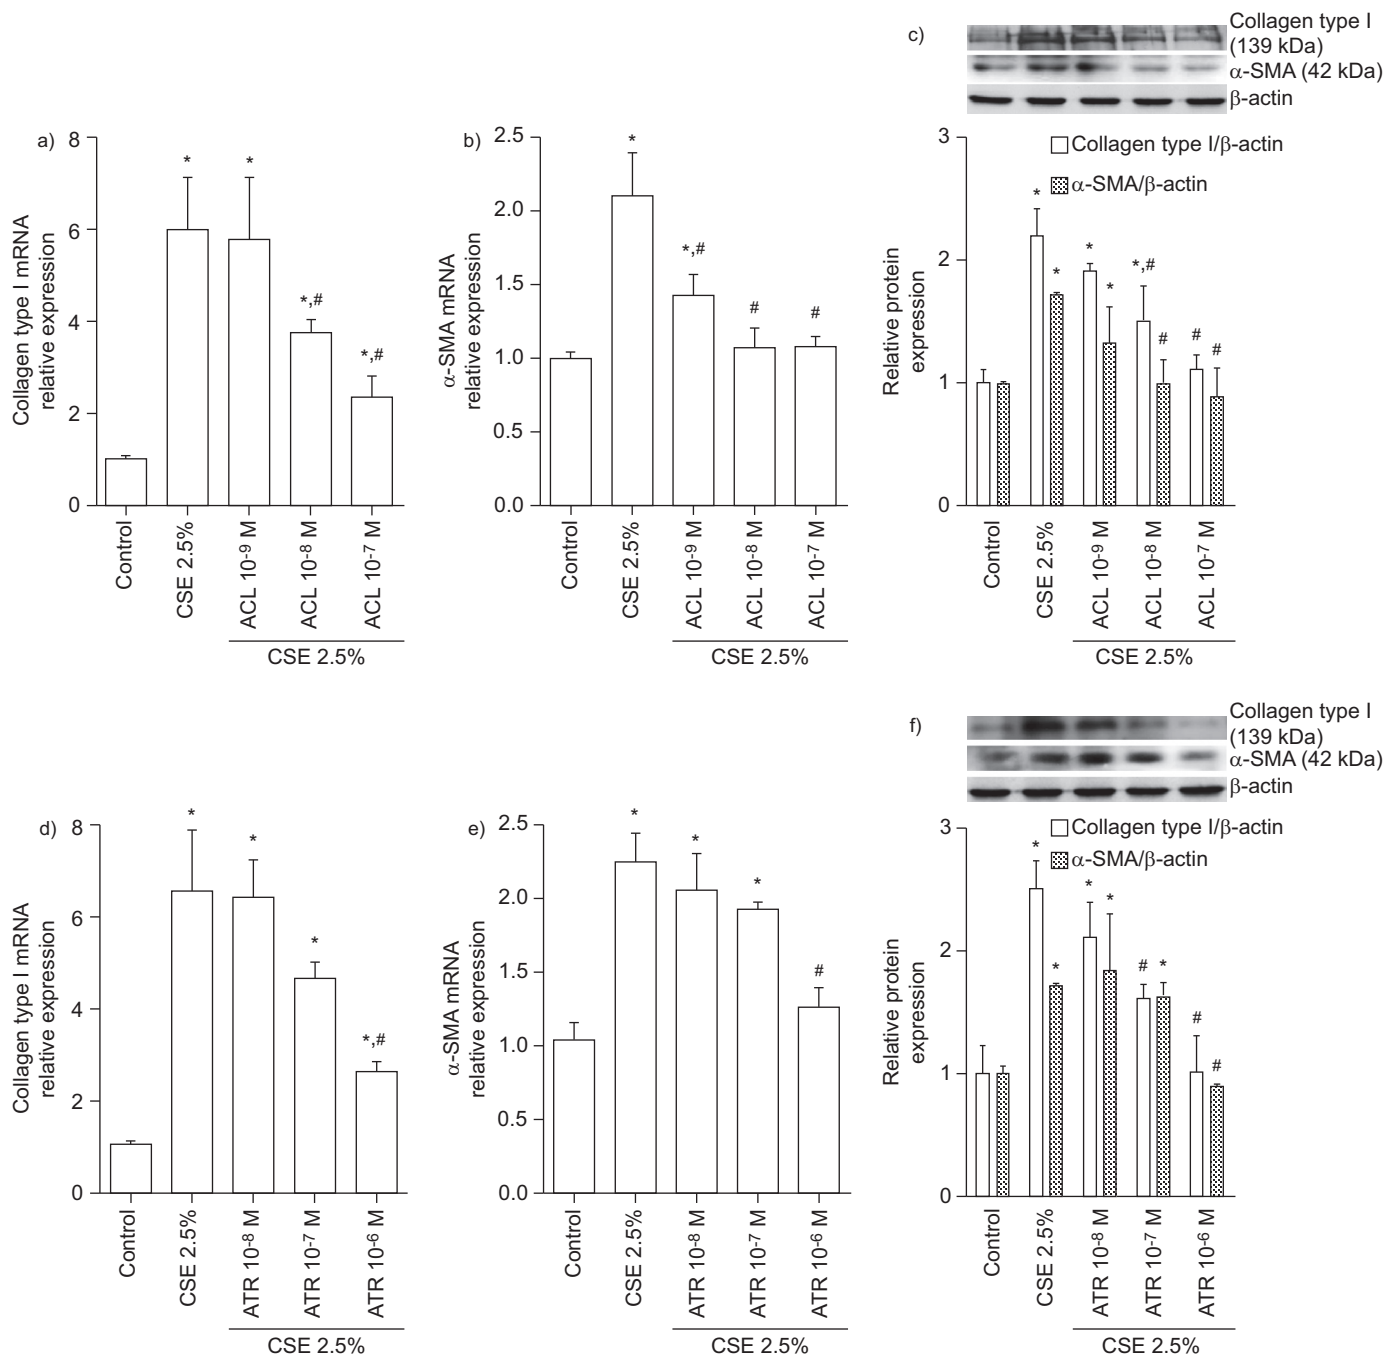 a)
Collagen type I mRNA
relative expression
8
6
4
2
0
*
*
*,#
*,#
Control
CSE 2.5%
ACL 10-9 M
ACL 10-8 M
ACL 10-7 M
CSE 2.5%
b)
α-SMA mRNA
relative expression
2.5
2.0
1.5
1.0
0.5
0.0
*
*,#
#
#
Control
CSE 2.5%
ACL 10-9 M
ACL 10-8 M
ACL 10-7 M
CSE 2.5%
c)
Collagen type I
(139 kDa)
α-SMA (42 kDa)
β-actin
Collagen type I/β-actin
α-SMA/β-actin
Relative protein
expression
3
2
1
0
*
*
*
*
*,#
#
#
#
Control
CSE 2.5%
ACL 10-9 M
ACL 10-8 M
ACL 10-7 M
CSE 2.5%
d)
Collagen type I mRNA
relative expression
8
6
4
2
0
*
*
*
*,#
Control
CSE 2.5%
ATR 10-8 M
ATR 10-7 M
ATR 10-6 M
CSE 2.5%
e)
α-SMA mRNA
relative expression
2.5
2.0
1.5
1.0
0.5
0.0
*
*
*
#
Control
CSE 2.5%
ATR 10-8 M
ATR 10-7 M
ATR 10-6 M
CSE 2.5%
f)
Collagen type I
(139 kDa)
α-SMA (42 kDa)
β-actin
Collagen type I/β-actin
α-SMA/β-actin
Relative protein
expression
3
2
1
0
*
*
*
*
#
*
#
#
Control
CSE 2.5%
ATR 10-8 M
ATR 10-7 M
ATR 10-6 M
CSE 2.5%